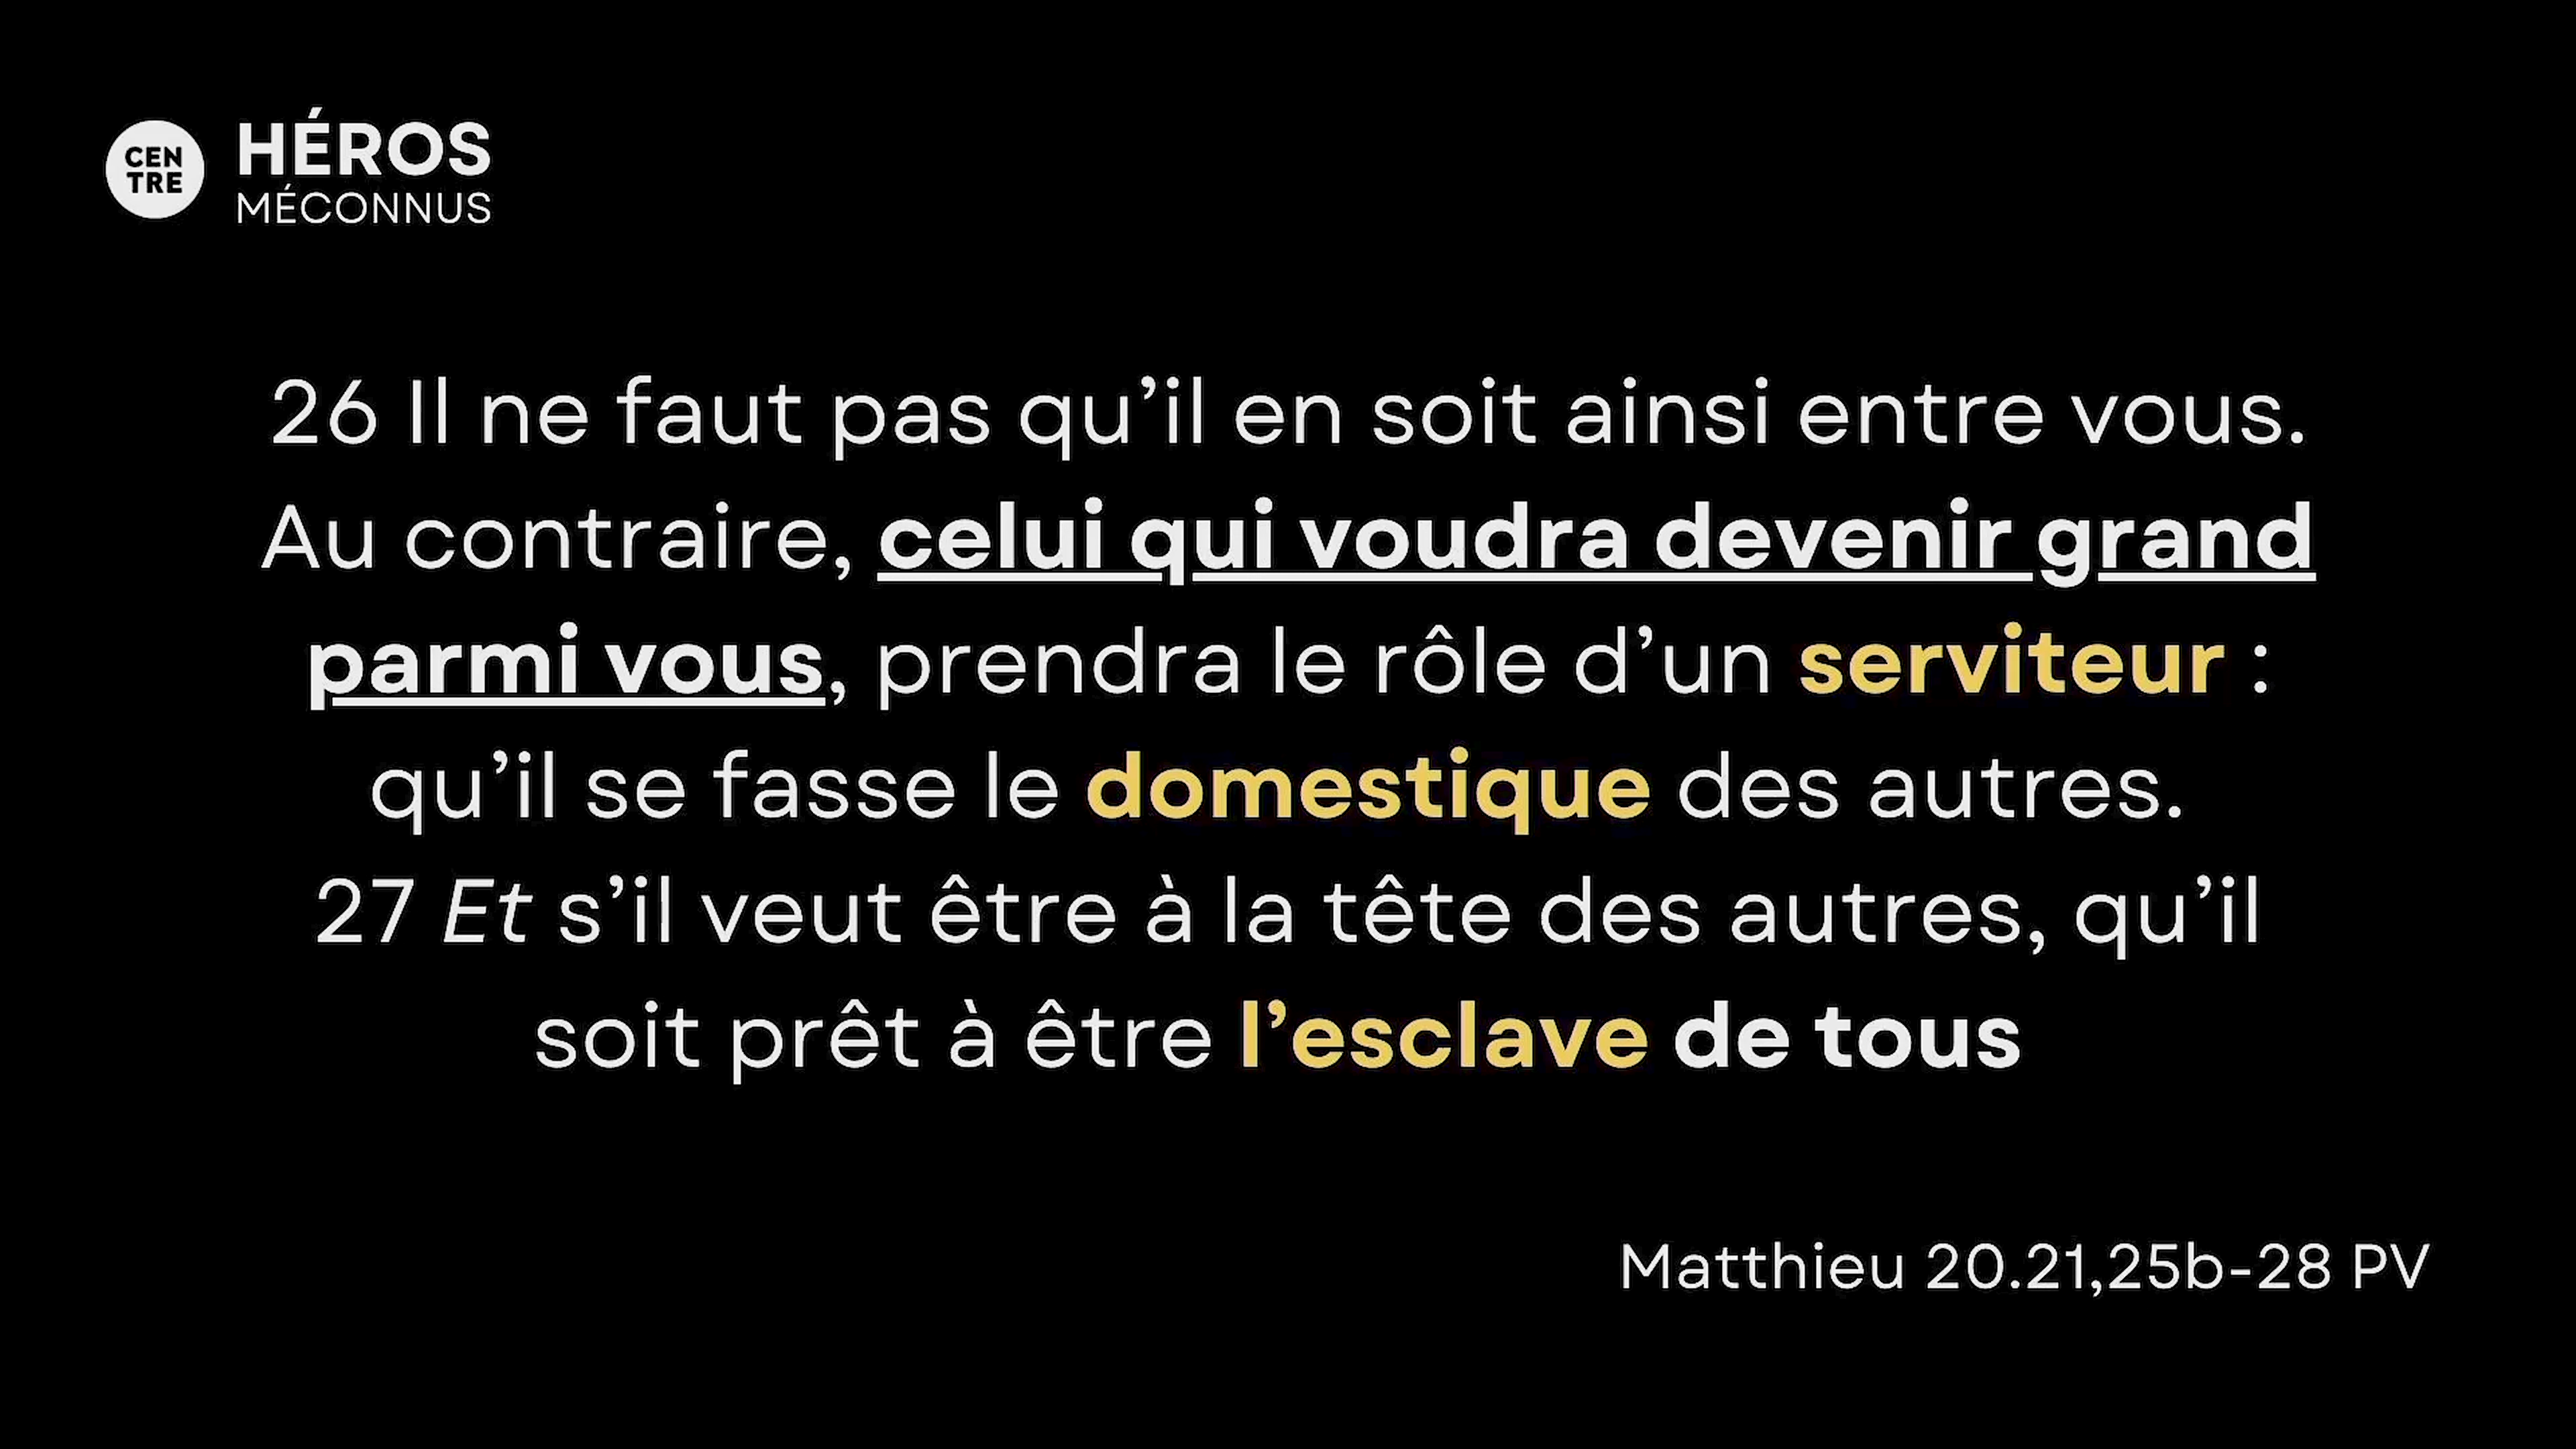 CEN
TRE
HÉROS
MÉCONNUS
26 Il ne faut pas qu’il en soit ainsi entre vous.
Au contraire, celui qui voudra devenir grand
parmi vous, prendra le rôle d’un serviteur :
qu’il se fasse le domestique des autres.
27 Et s’il veut être à la tête des autres, qu’il
soit prêt à être l’esclave de tous
Matthieu 20.21,25b-28 PV